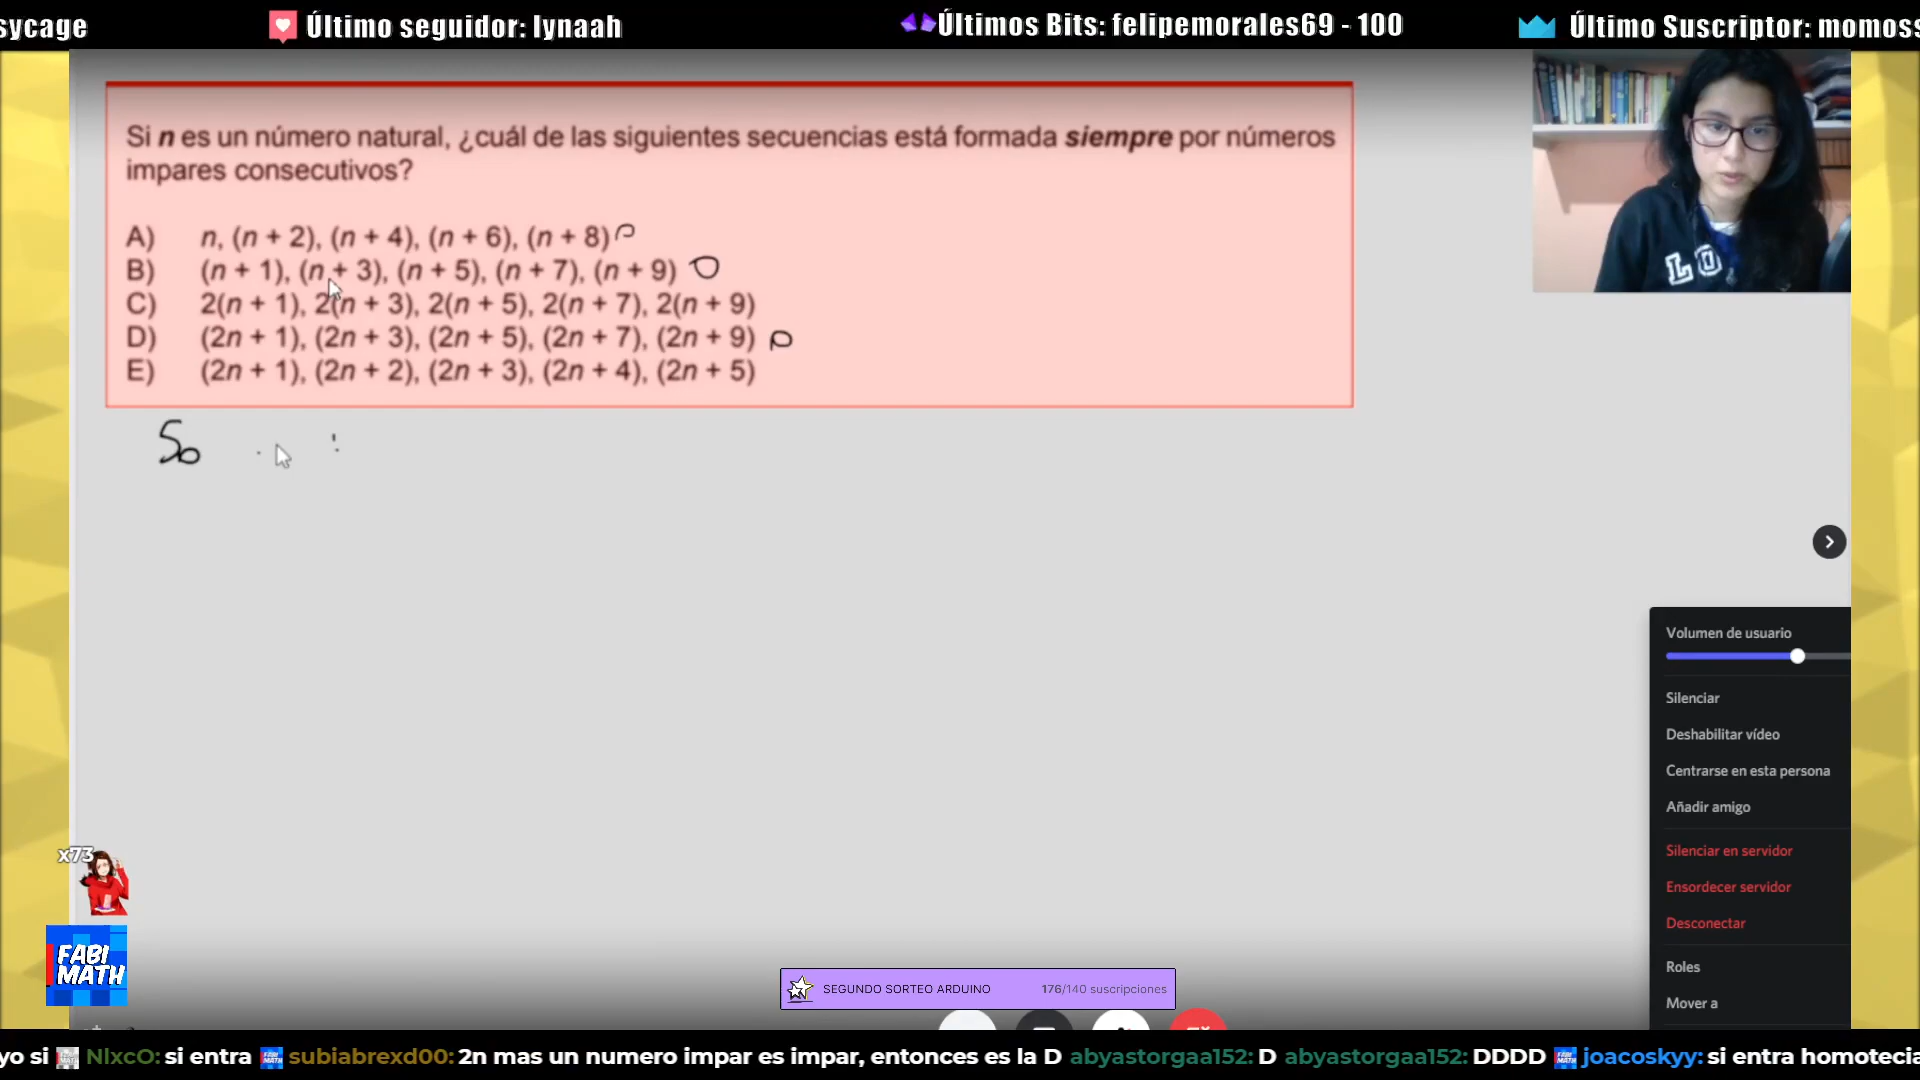 sycage
Último seguidor: lynaah
Últimos Bits: felipemorales69 - 100
Último Suscriptor: momoss
Si n es un número natural, ¿cuál de las siguientes secuencias está formada siempre por números
impares consecutivos?
A) n, (n + 2), (n + 4), (n + 6), (n + 8)
B) (n + 1), (n + 3), (n + 5), (n + 7), (n + 9)
C) 2(n + 1), 2(n + 3), 2(n + 5), 2(n + 7), 2(n + 9)
D) (2n + 1), (2n + 3), (2n + 5), (2n + 7), (2n + 9)
E) (2n + 1), (2n + 2), (2n + 3), (2n + 4), (2n + 5)
So
LO
Volumen de usuario
Silenciar
Deshabilitar vídeo
Centrarse en esta persona
Añadir amigo
Silenciar en servidor
Ensordecer servidor
Desconectar
Roles
Mover a
x73
FABI
MATH
SEGUNDO SORTEO ARDUINO 176/140 suscripciones
yo si NlxcO: si entra subiabrexd00: 2n mas un numero impar es impar, entonces es la D abyastorgaa152: D abyastorgaa152: DDDD joacoskyy: si entra homotecia